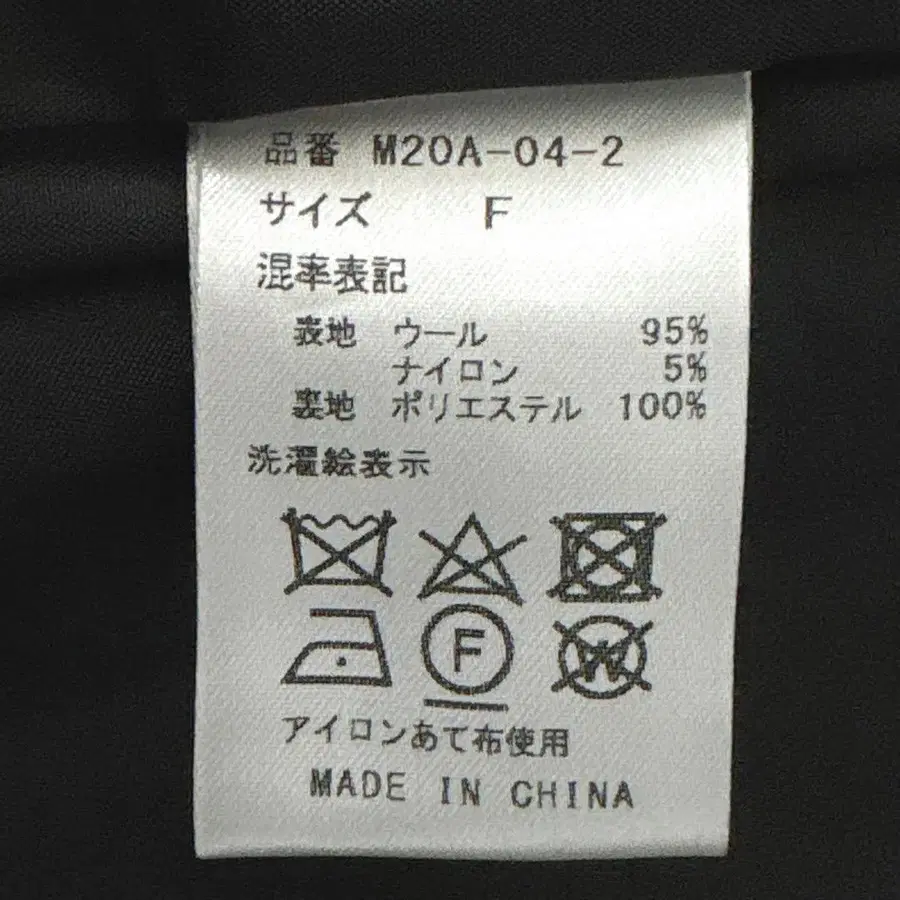 品番 M20A-04-2
サイズ F
混率表記
表地 ウール 95%
ナイロン 5%
裏地 ポリエステル 100%
洗濯絵表示
F W
アイロンあて布使用
MADE IN CHINA